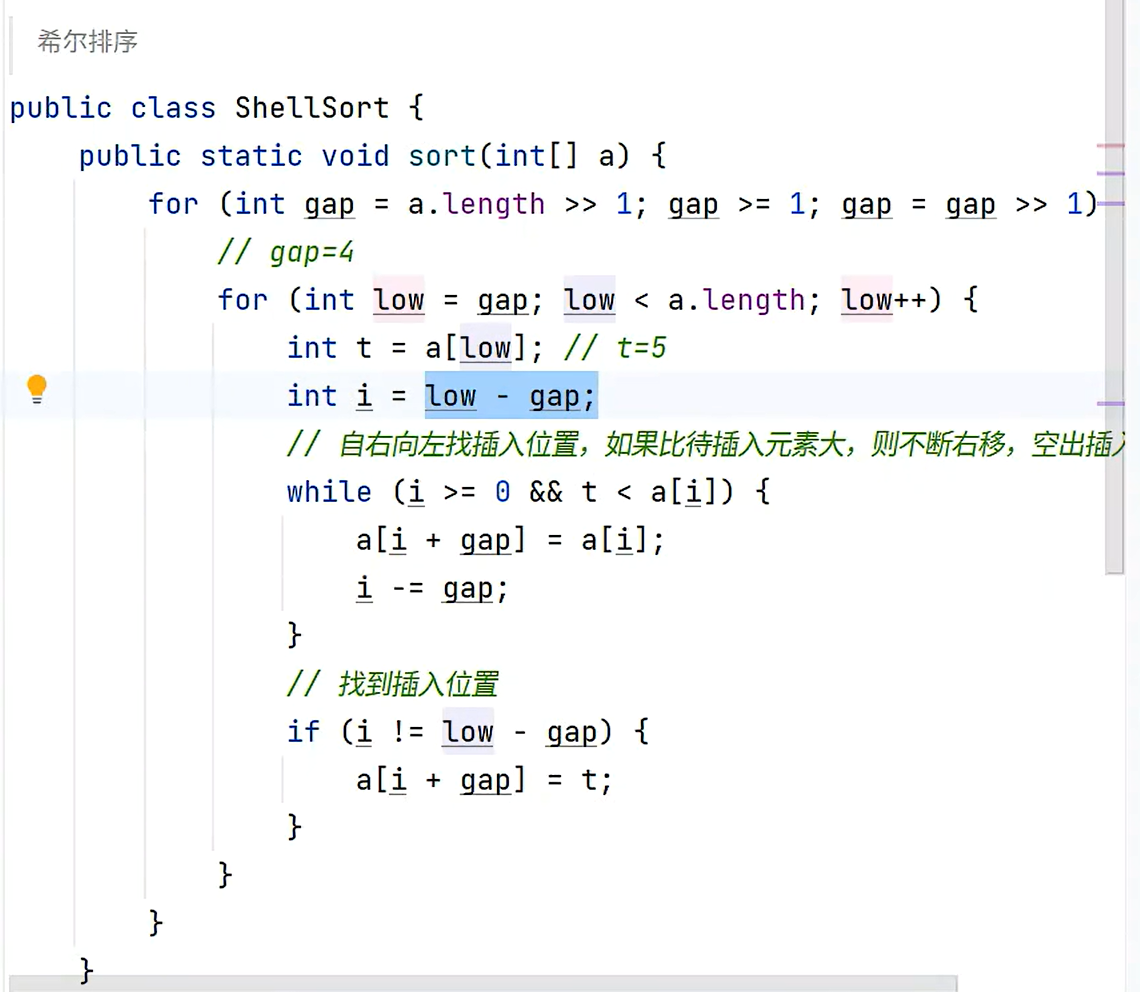 希尔排序
public class ShellSort {
    public static void sort(int[] a) {
        for (int gap = a.length >> 1; gap >= 1; gap = gap >> 1)
            // gap=4
            for (int low = gap; low < a.length; low++) {
                int t = a[low]; // t=5
                int i = low - gap;
                // 自右向左找插入位置，如果比待插入元素大，则不断右移，空出插
                while (i >= 0 && t < a[i]) {
                    a[i + gap] = a[i];
                    i -= gap;
                }
                // 找到插入位置
                if (i != low - gap) {
                    a[i + gap] = t;
                }
            }
        }
    }